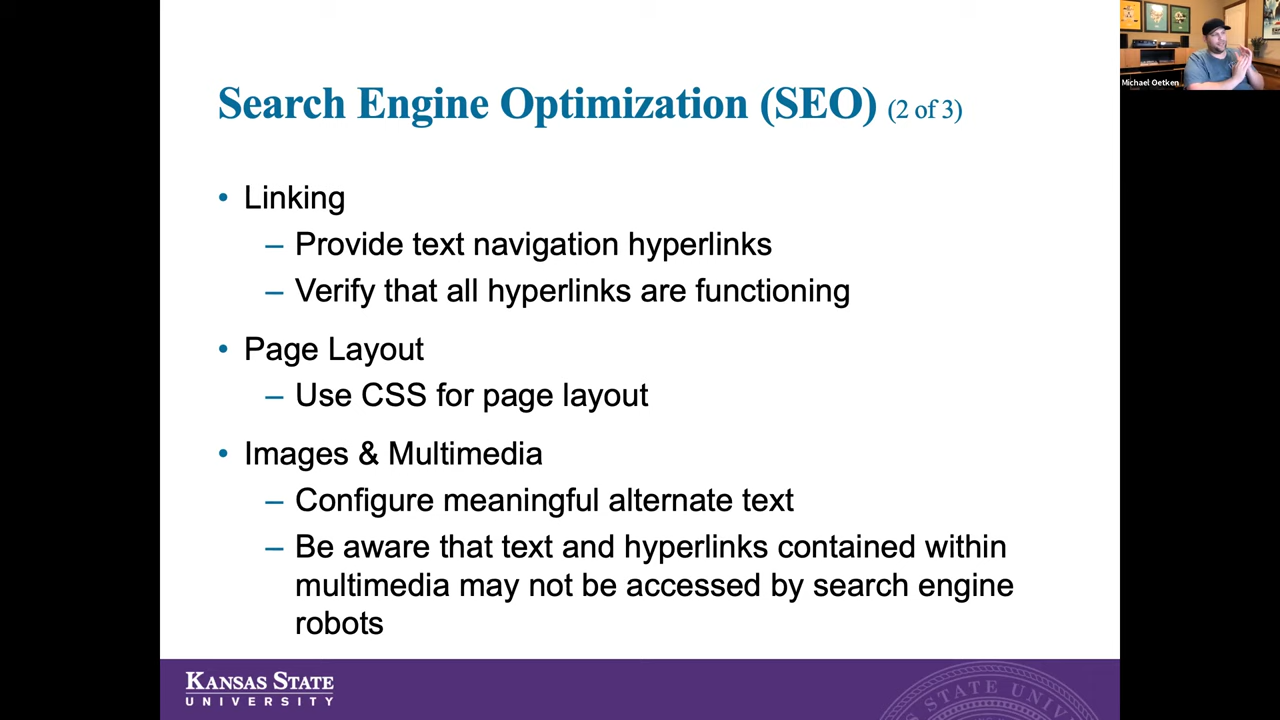 Michael Oetken
Search Engine Optimization (SEO) (2 of 3)
• Linking
– Provide text navigation hyperlinks
– Verify that all hyperlinks are functioning
• Page Layout
– Use CSS for page layout
• Images & Multimedia
– Configure meaningful alternate text
– Be aware that text and hyperlinks contained within
multimedia may not be accessed by search engine
robots
KANSAS STATE
UNIVERSITY
STATE UNIV